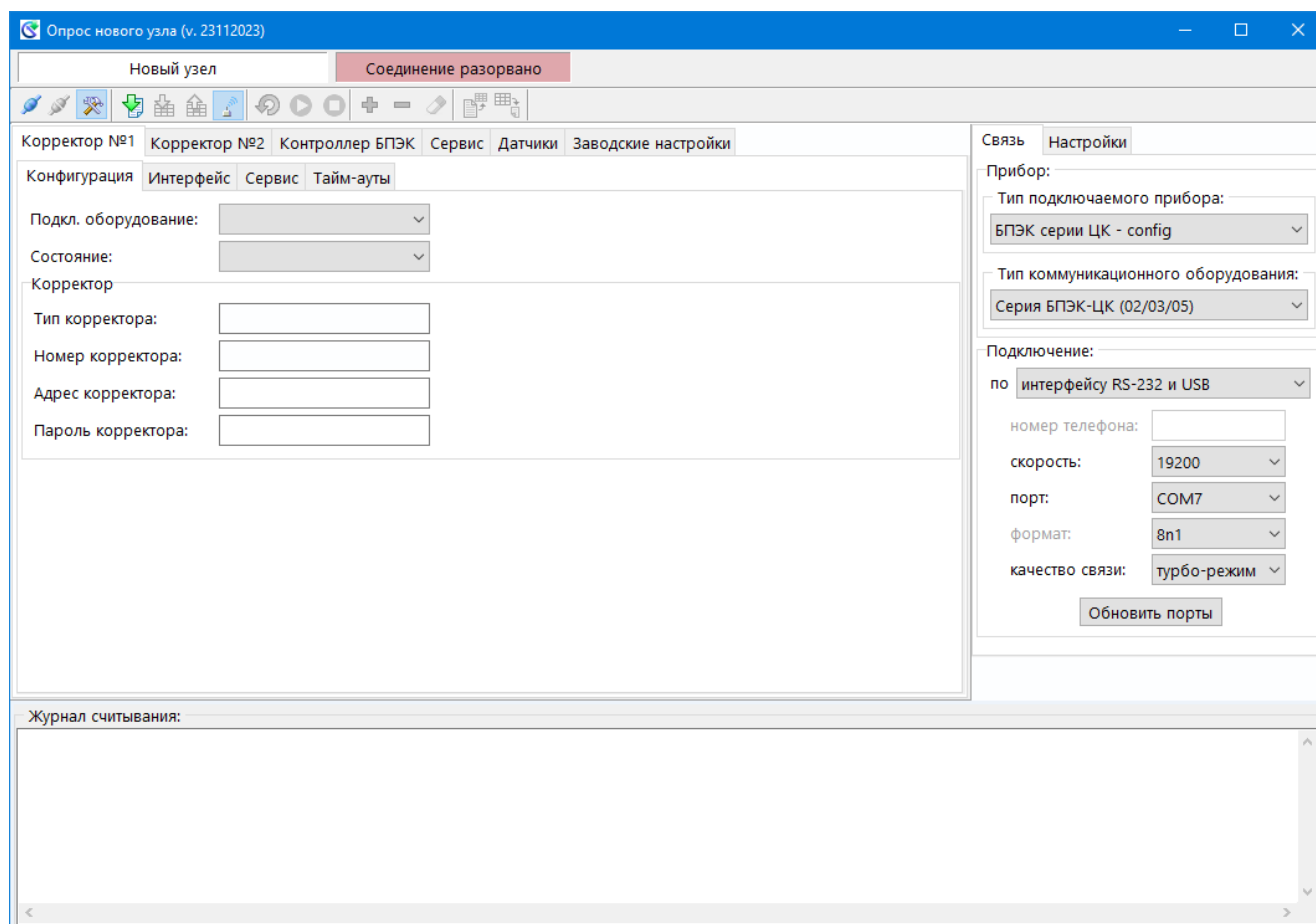 Опрос нового узла (v. 23112023)
Новый узел
Соединение разорвано
Корректор №1 Корректор №2 Контроллер БПЭК Сервис Датчики Заводские настройки
Конфигурация Интерфейс Сервис Тайм-ауты
Подкл. оборудование:
Состояние:
Корректор
Тип корректора:
Номер корректора:
Адрес корректора:
Пароль корректора:
Связь Настройки
Прибор:
Тип подключаемого прибора:
БПЭК серии ЦК - config
Тип коммуникационного оборудования:
Серия БПЭК-ЦК (02/03/05)
Подключение:
по интерфейсу RS-232 и USB
номер телефона:
скорость: 19200
порт: COM7
формат: 8n1
качество связи: турбо-режим
Обновить порты
Журнал считывания: